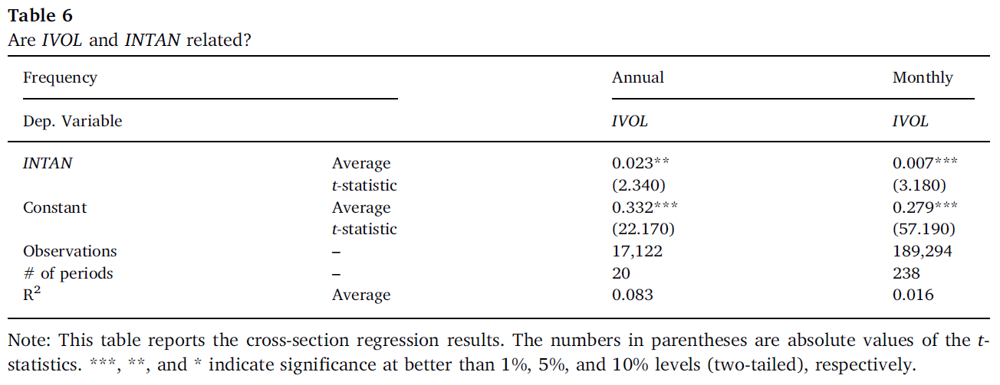 Table 6
Are IVOL and INTAN related?
Frequency Annual Monthly
Dep. Variable IVOL IVOL
INTAN Average 0.023** 0.007***
t-statistic (2.340) (3.180)
Constant Average 0.332*** 0.279***
t-statistic (22.170) (57.190)
Observations – 17,122 189,294
# of periods – 20 238
R² Average 0.083 0.016
Note: This table reports the cross-section regression results. The numbers in parentheses are absolute values of the t-
statistics. ***, **, and * indicate significance at better than 1%, 5%, and 10% levels (two-tailed), respectively.